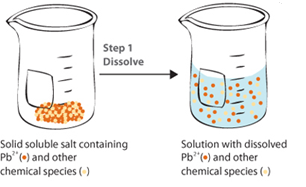 Step 1
Dissolve
Solid soluble salt containing
Pb²⁺(●) and other
chemical species (●)
Solution with dissolved
Pb²⁺(●) and other
chemical species (●)